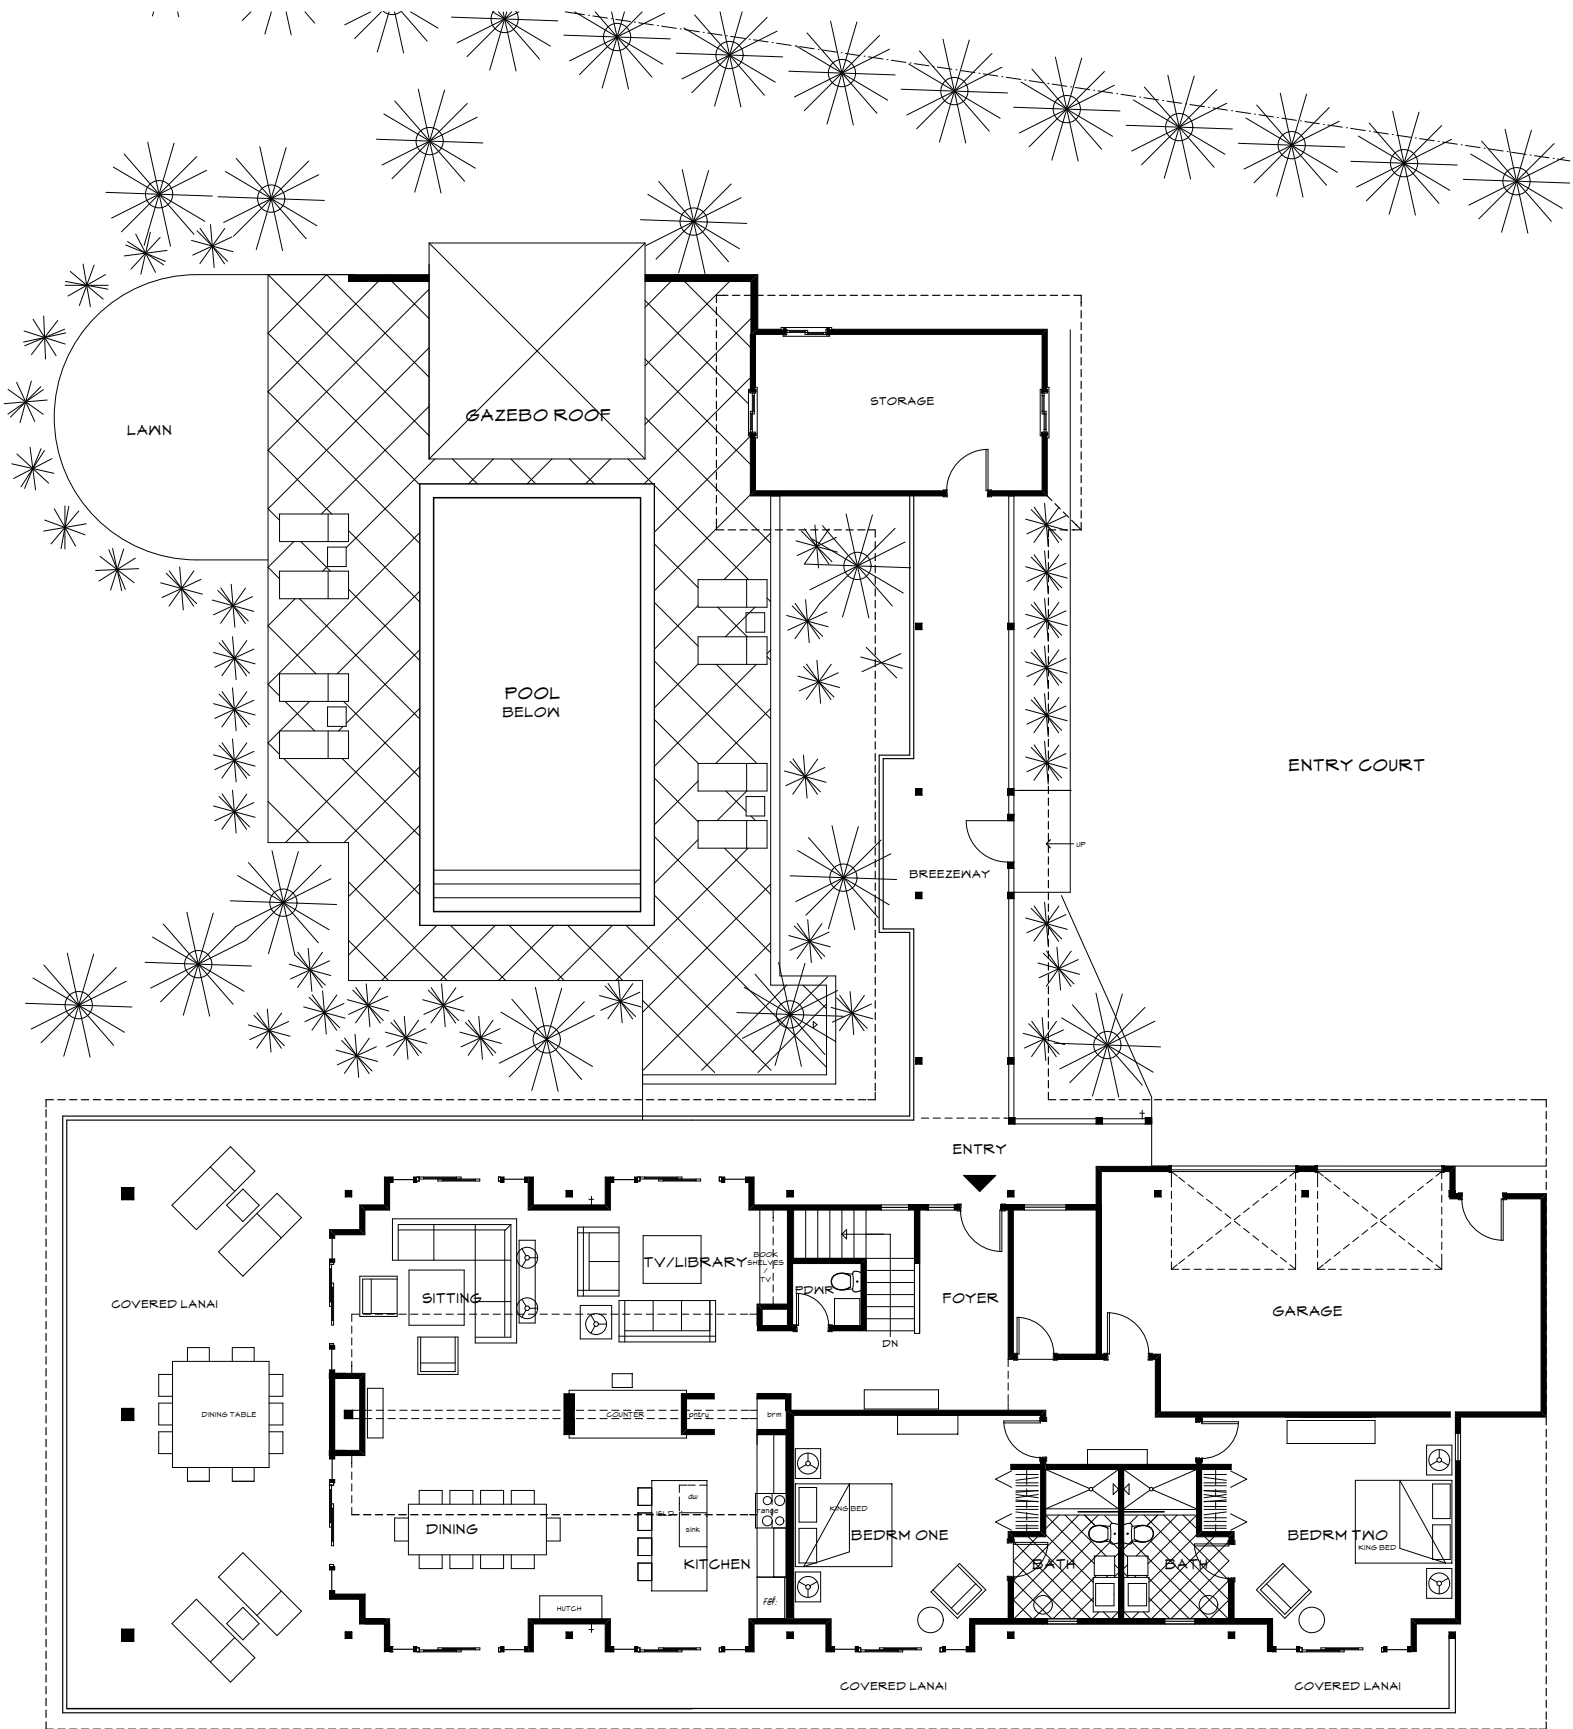 GAZEBO ROOF
STORAGE
LAWN
POOL
BELOW
ENTRY COURT
UP
BREEZEWAY
ENTRY
BOOK
SHELVES
/
TV
TV/LIBRARY
PDWR
SITTING
FOYER
COVERED LANAI
GARAGE
DN
DINING TABLE
COUNTER
pntry
brm
dw
KING BED
range
ISLD
sink
DINING
BEDRM ONE
BEDRM TWO
KING BED
KITCHEN
BATH
BATH
ref.
HUTCH
COVERED LANAI
COVERED LANAI